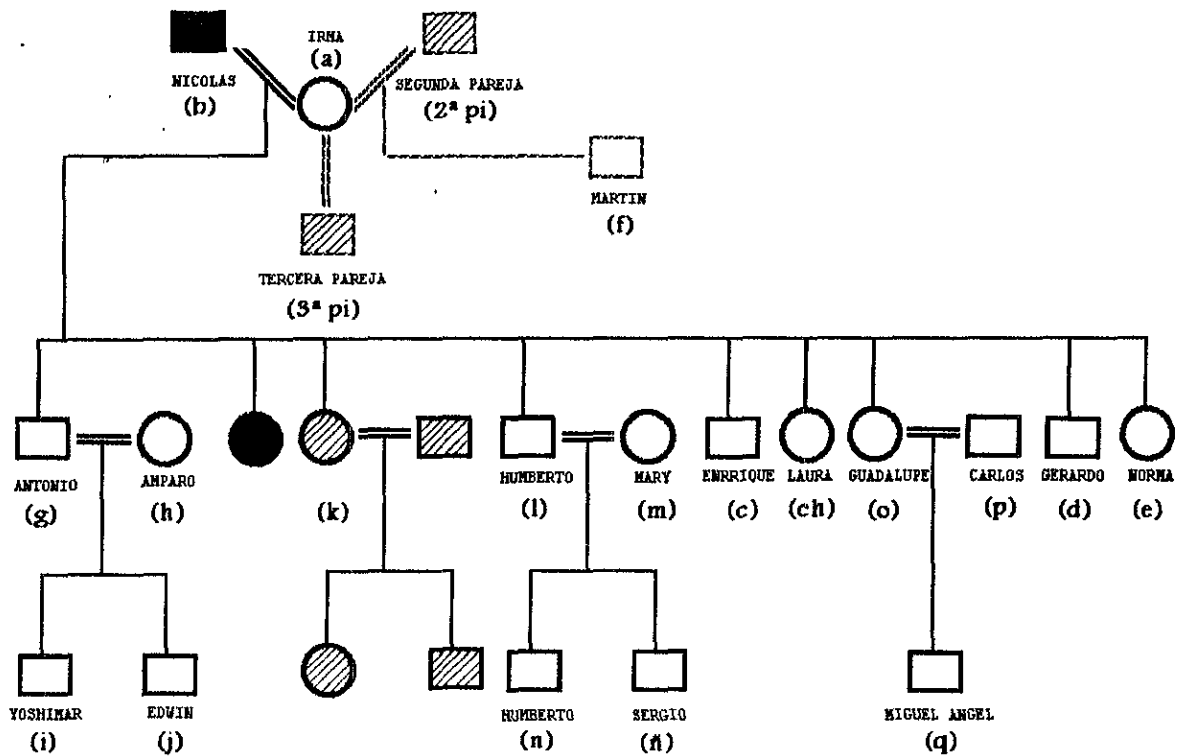 IRMA
(a)
NICOLAS
(b)
SEGUNDA PAREJA
(2ª pi)
MARTIN
(f)
TERCERA PAREJA
(3ª pi)
ANTONIO
(g)
AMPARO
(h)
(k)
HUMBERTO
(l)
MARY
(m)
ENRRIQUE
(c)
LAURA
(ch)
GUADALUPE
(o)
CARLOS
(p)
GERARDO
(d)
NORMA
(e)
YOSHIMAR
(i)
EDWIN
(j)
HUMBERTO
(n)
SERGIO
(ñ)
MIGUEL ANGEL
(q)